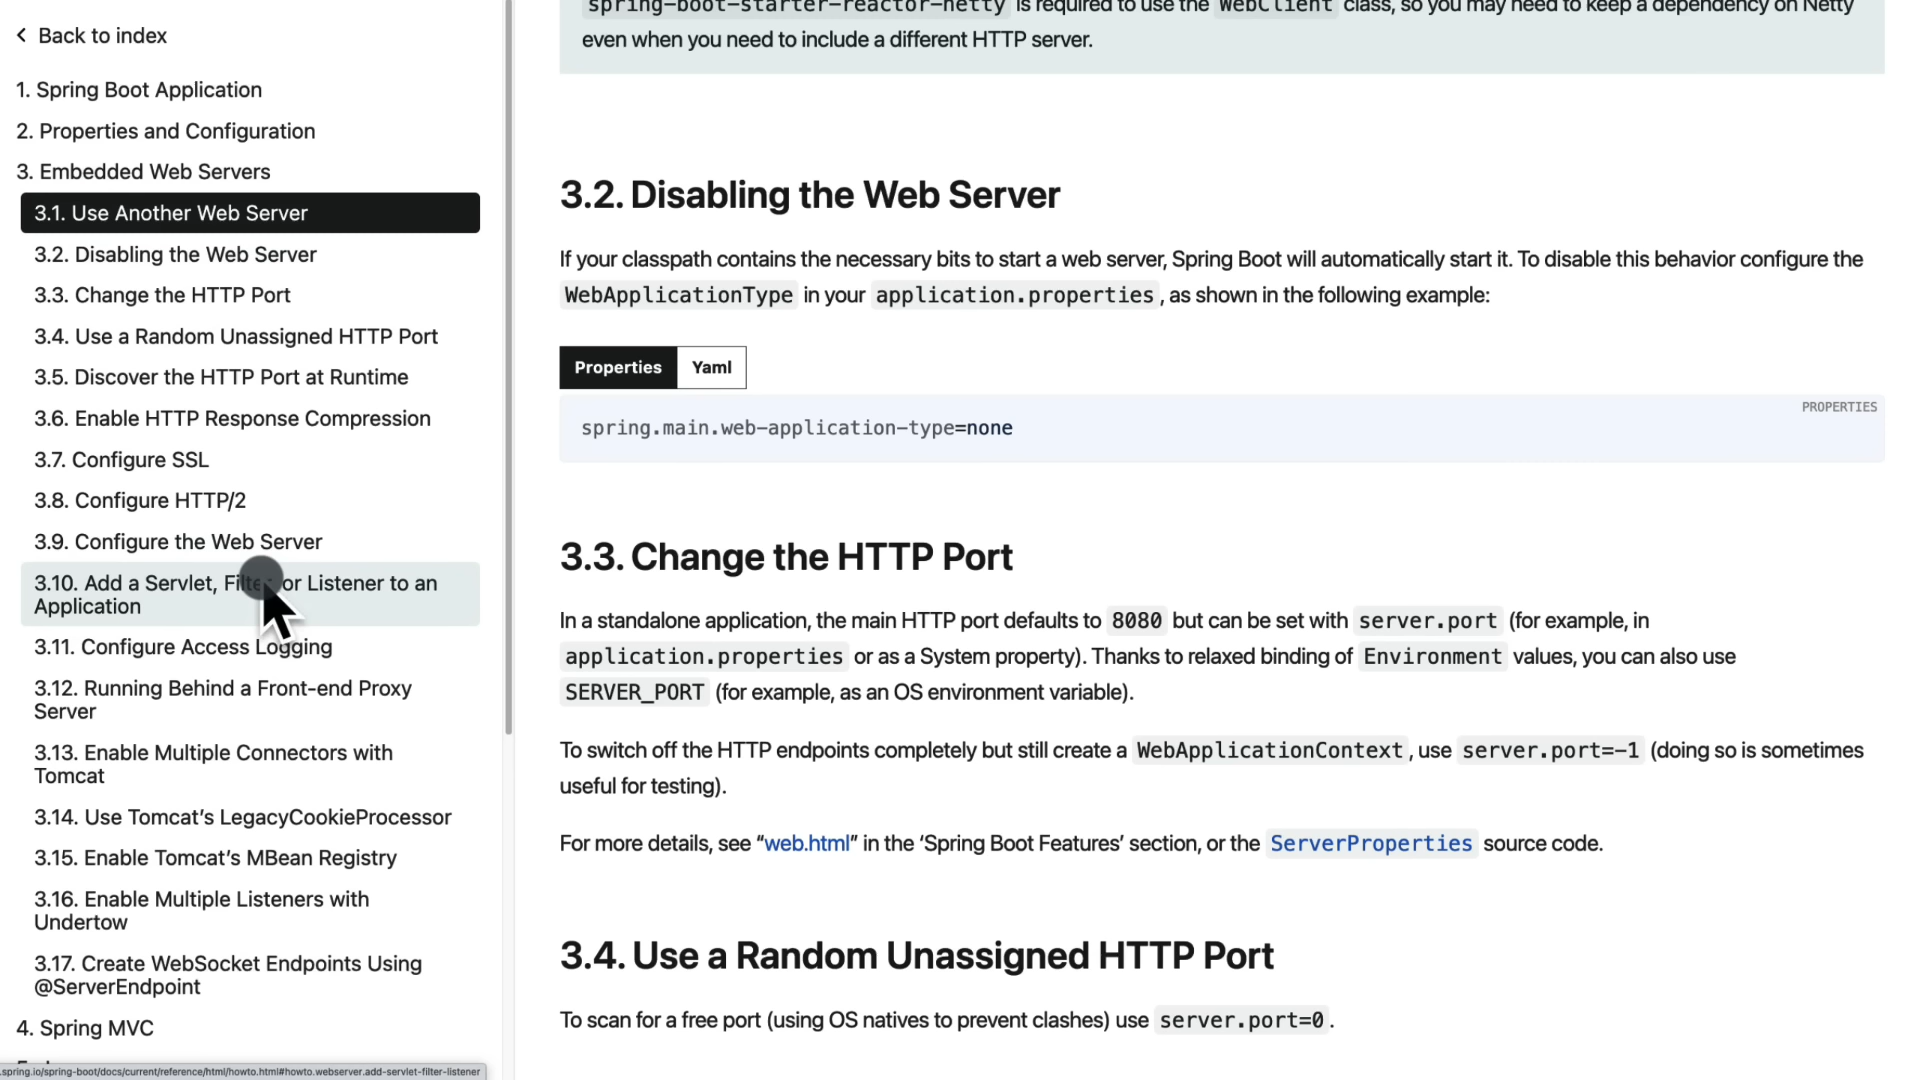 Back to index
1. Spring Boot Application
2. Properties and Configuration
3. Embedded Web Servers
3.1. Use Another Web Server
3.2. Disabling the Web Server
3.3. Change the HTTP Port
3.4. Use a Random Unassigned HTTP Port
3.5. Discover the HTTP Port at Runtime
3.6. Enable HTTP Response Compression
3.7. Configure SSL
3.8. Configure HTTP/2
3.9. Configure the Web Server
3.10. Add a Servlet, Filter, or Listener to an
Application
3.11. Configure Access Logging
3.12. Running Behind a Front-end Proxy
Server
3.13. Enable Multiple Connectors with
Tomcat
3.14. Use Tomcat’s LegacyCookieProcessor
3.15. Enable Tomcat’s MBean Registry
3.16. Enable Multiple Listeners with
Undertow
3.17. Create WebSocket Endpoints Using
@ServerEndpoint
4. Spring MVC
.spring.io/spring-boot/docs/current/reference/html/howto.html#howto.webserver.add-servlet-filter-listener
spring-boot-starter-reactor-netty is required to use the WebClient class, so you may need to keep a dependency on Netty
even when you need to include a different HTTP server.
3.2. Disabling the Web Server
If your classpath contains the necessary bits to start a web server, Spring Boot will automatically start it. To disable this behavior configure the
WebApplicationType in your application.properties, as shown in the following example:
Properties Yaml
PROPERTIES
spring.main.web-application-type=none
3.3. Change the HTTP Port
In a standalone application, the main HTTP port defaults to 8080 but can be set with server.port (for example, in
application.properties or as a System property). Thanks to relaxed binding of Environment values, you can also use
SERVER_PORT (for example, as an OS environment variable).
To switch off the HTTP endpoints completely but still create a WebApplicationContext, use server.port=-1 (doing so is sometimes
useful for testing).
For more details, see “web.html” in the ‘Spring Boot Features’ section, or the ServerProperties source code.
3.4. Use a Random Unassigned HTTP Port
To scan for a free port (using OS natives to prevent clashes) use server.port=0.